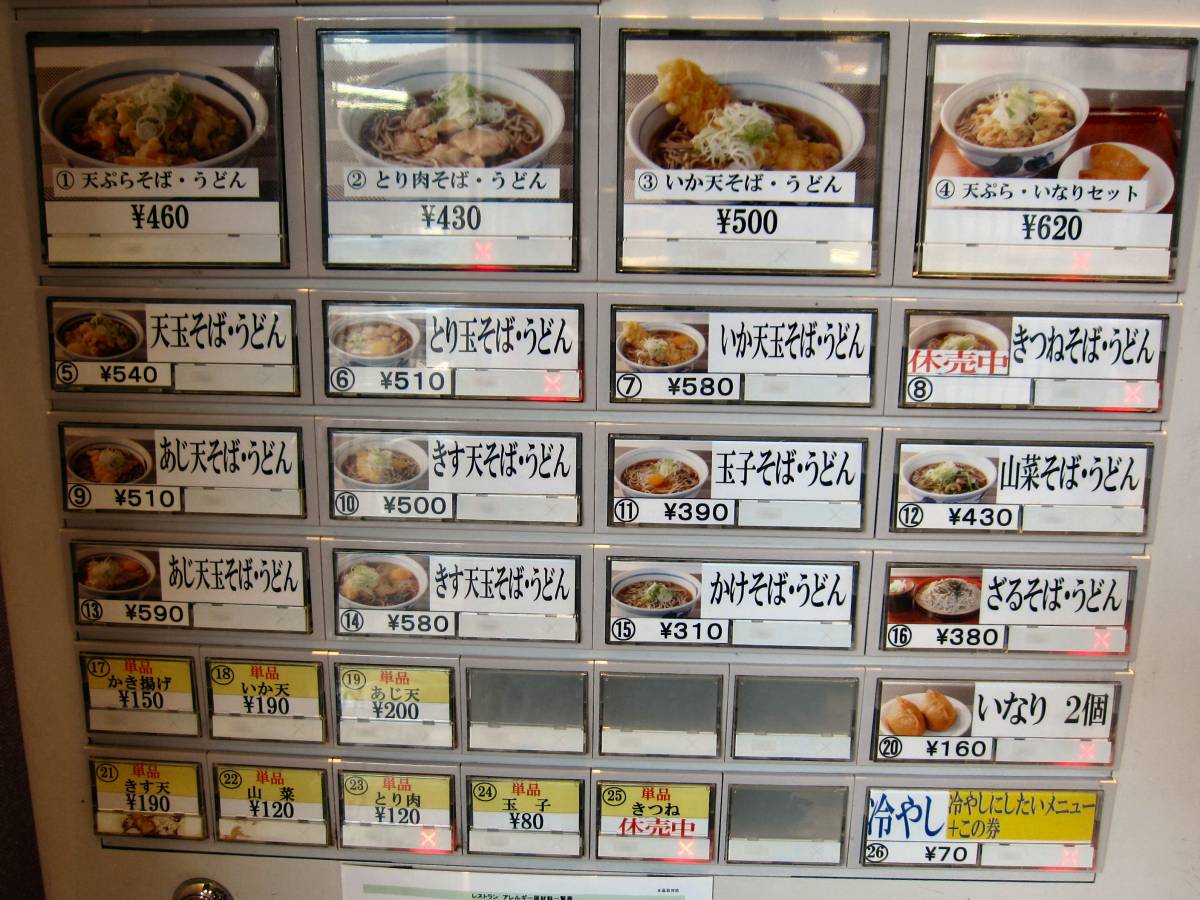 ① 天ぷらそば・うどん
¥460
② とり肉そば・うどん
¥430
③ いか天そば・うどん
¥500
④ 天ぷら・いなりセット
¥620
天玉そば・うどん
⑤ ¥540
とり玉そば・うどん
⑥ ¥510
いか天玉そば・うどん
⑦ ¥580
きつねそば・うどん
休売中
⑧
あじ天そば・うどん
⑨ ¥510
きす天そば・うどん
⑩ ¥500
玉子そば・うどん
⑪ ¥390
山菜そば・うどん
⑫ ¥430
あじ天玉そば・うどん
⑬ ¥590
きす天玉そば・うどん
⑭ ¥580
かけそば・うどん
⑮ ¥310
ざるそば・うどん
⑯ ¥380
⑰ 単品
かき揚げ
¥150
⑱ 単品
いか天
¥190
⑲ 単品
あじ天
¥200
いなり 2個
⑳ ¥160
㉑ 単品
きす天
¥190
㉒ 単品
山 菜
¥120
㉓ 単品
とり肉
¥120
㉔ 単品
玉 子
¥80
㉕ 単品
きつね
休売中
冷やし
冷やしにしたいメニュー
+この券
㉖ ¥70